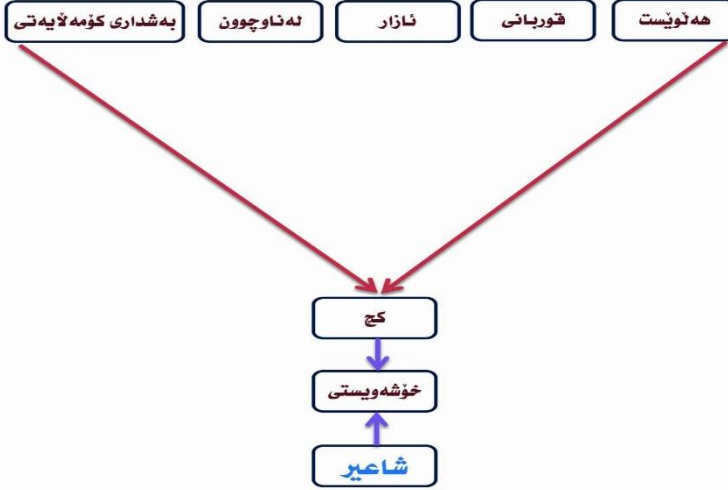 هەڵوێست
قوربانی
ئازار
لەناوچوون
بەشداری کۆمەڵایەتی
کچ
خۆشەویستی
شاعیر